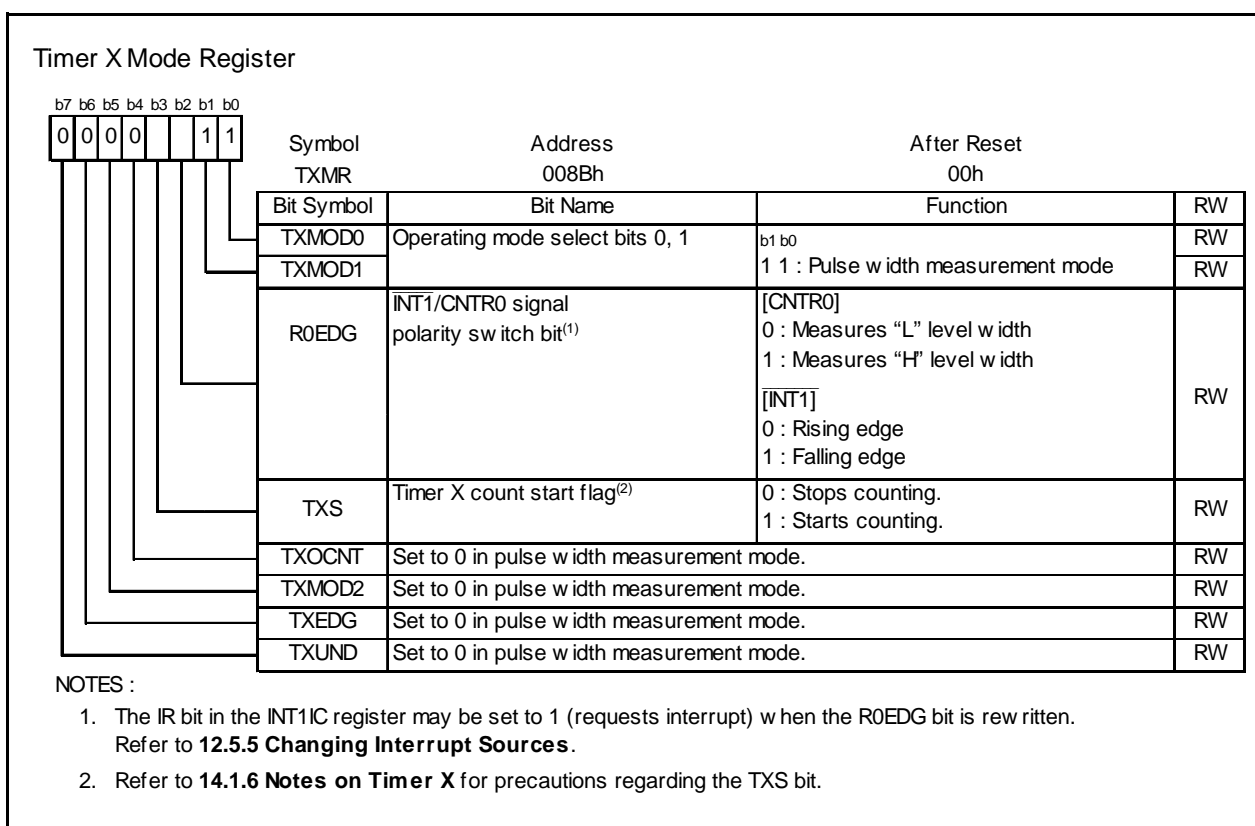 Timer X Mode Register
b7 b6 b5 b4 b3 b2 b1 b0
0 0 0 0 1 1
Symbol Address After Reset
TXMR 008Bh 00h
Bit Symbol Bit Name Function RW
TXMOD0 Operating mode select bits 0, 1 b1 b0 RW
TXMOD1 1 1 : Pulse width measurement mode RW
R0EDG INT1/CNTR0 signal polarity switch bit(1) [CNTR0]
0 : Measures “L” level width
1 : Measures “H” level width
[INT1] RW
0 : Rising edge
1 : Falling edge
TXS Timer X count start flag(2) 0 : Stops counting. RW
1 : Starts counting.
TXOCNT Set to 0 in pulse width measurement mode. RW
TXMOD2 Set to 0 in pulse width measurement mode. RW
TXEDG Set to 0 in pulse width measurement mode. RW
TXUND Set to 0 in pulse width measurement mode. RW
NOTES :
1. The IR bit in the INT1IC register may be set to 1 (requests interrupt) when the R0EDG bit is rewritten.
Refer to 12.5.5 Changing Interrupt Sources.
2. Refer to 14.1.6 Notes on Timer X for precautions regarding the TXS bit.